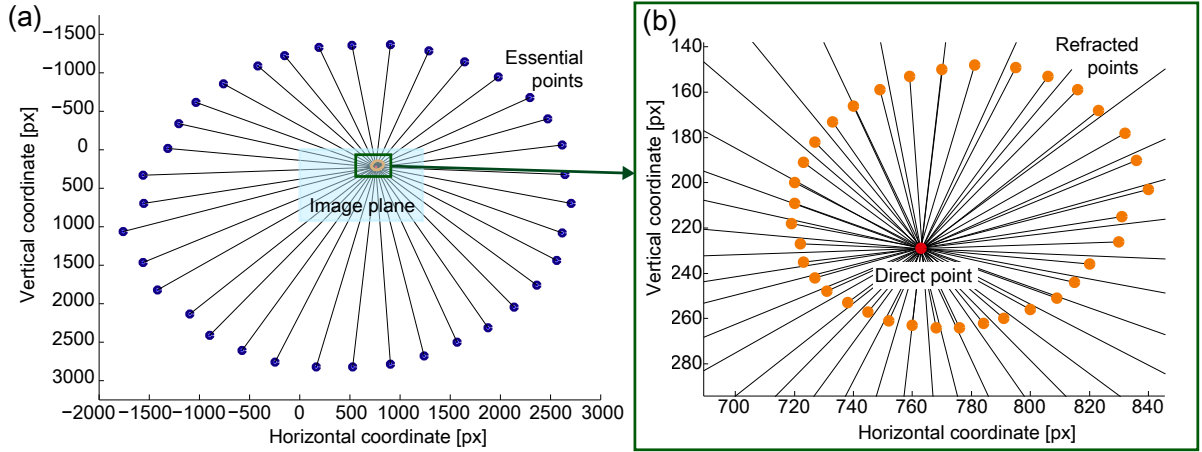 (a)
−1500
−1000
−500
0
500
1000
1500
2000
2500
3000
Vertical coordinate [px]
Essential
points
Image plane
−2000 −1500 −1000 −500 0 500 1000 1500 2000 2500 3000
Horizontal coordinate [px]
(b)
140
160
180
200
220
240
260
280
Vertical coordinate [px]
Refracted
points
Direct point
700 720 740 760 780 800 820 840
Horizontal coordinate [px]